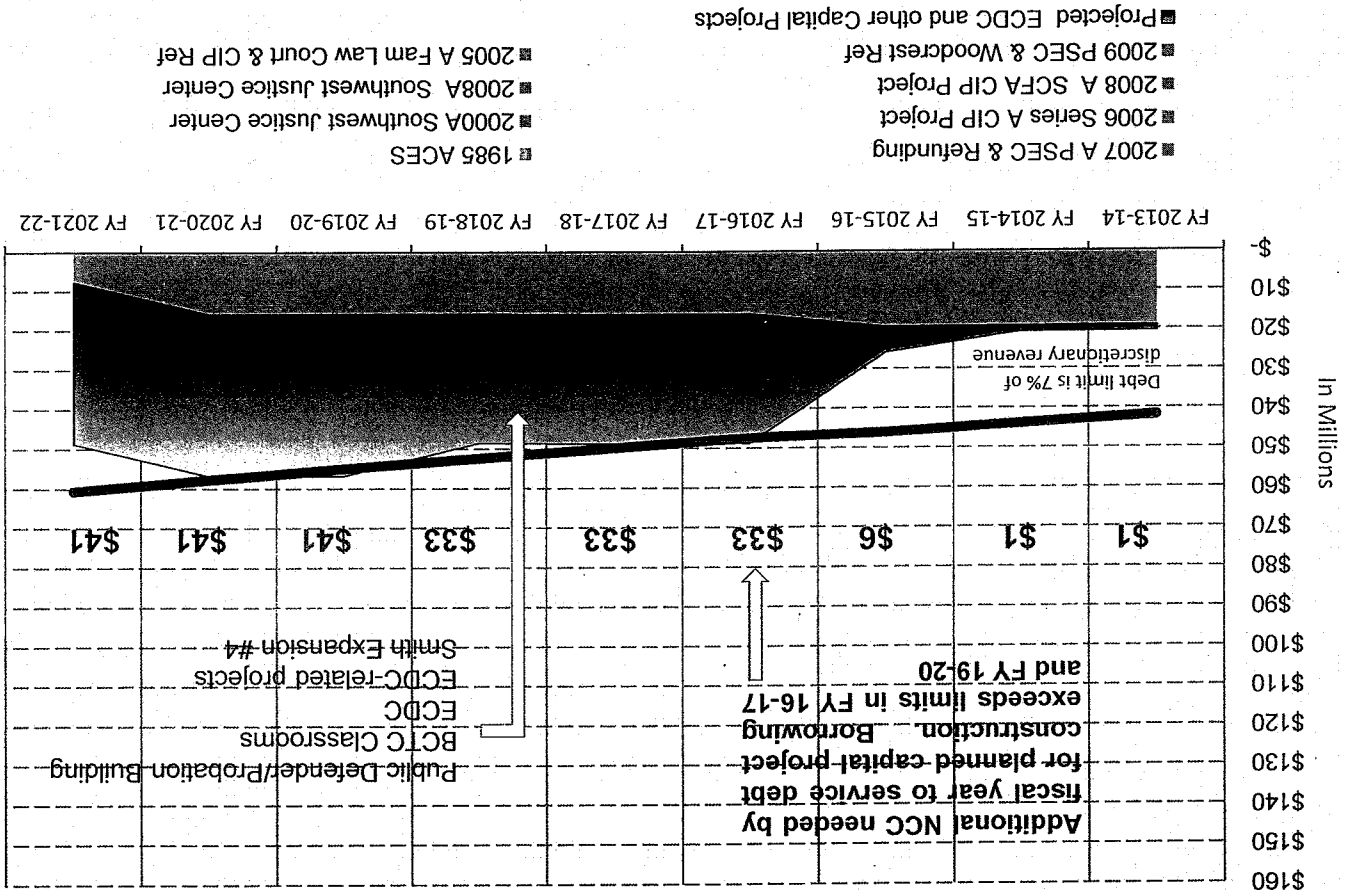 $160
$150
$140
$130
$120
$110
$100
$90
$80
$70
$60
$50
$40
$30
$20
$10
$-
In Millions
Additional NCC needed by
fiscal year to service debt
for planned capital project
construction. Borrowing
exceeds limits in FY 16-17
and FY 19-20
Public Defender/Probation Building
BCTC Classrooms
ECDC
ECDC-related projects
Smith Expansion #4
$1 $1 $6 $33 $33 $33 $41 $41 $41
Debt limit is 7% of
discretionary revenue
FY 2013-14 FY 2014-15 FY 2015-16 FY 2016-17 FY 2017-18 FY 2018-19 FY 2019-20 FY 2020-21 FY 2021-22
2007 A PSEC & Refunding
2006 Series A CIP Project
2008 A SCFA CIP Project
2009 PSEC & Woodcrest Ref
Projected ECDC and other Capital Projects
1985 ACES
2000A Southwest Justice Center
2008A Southwest Justice Center
2005 A Fam Law Court & CIP Ref